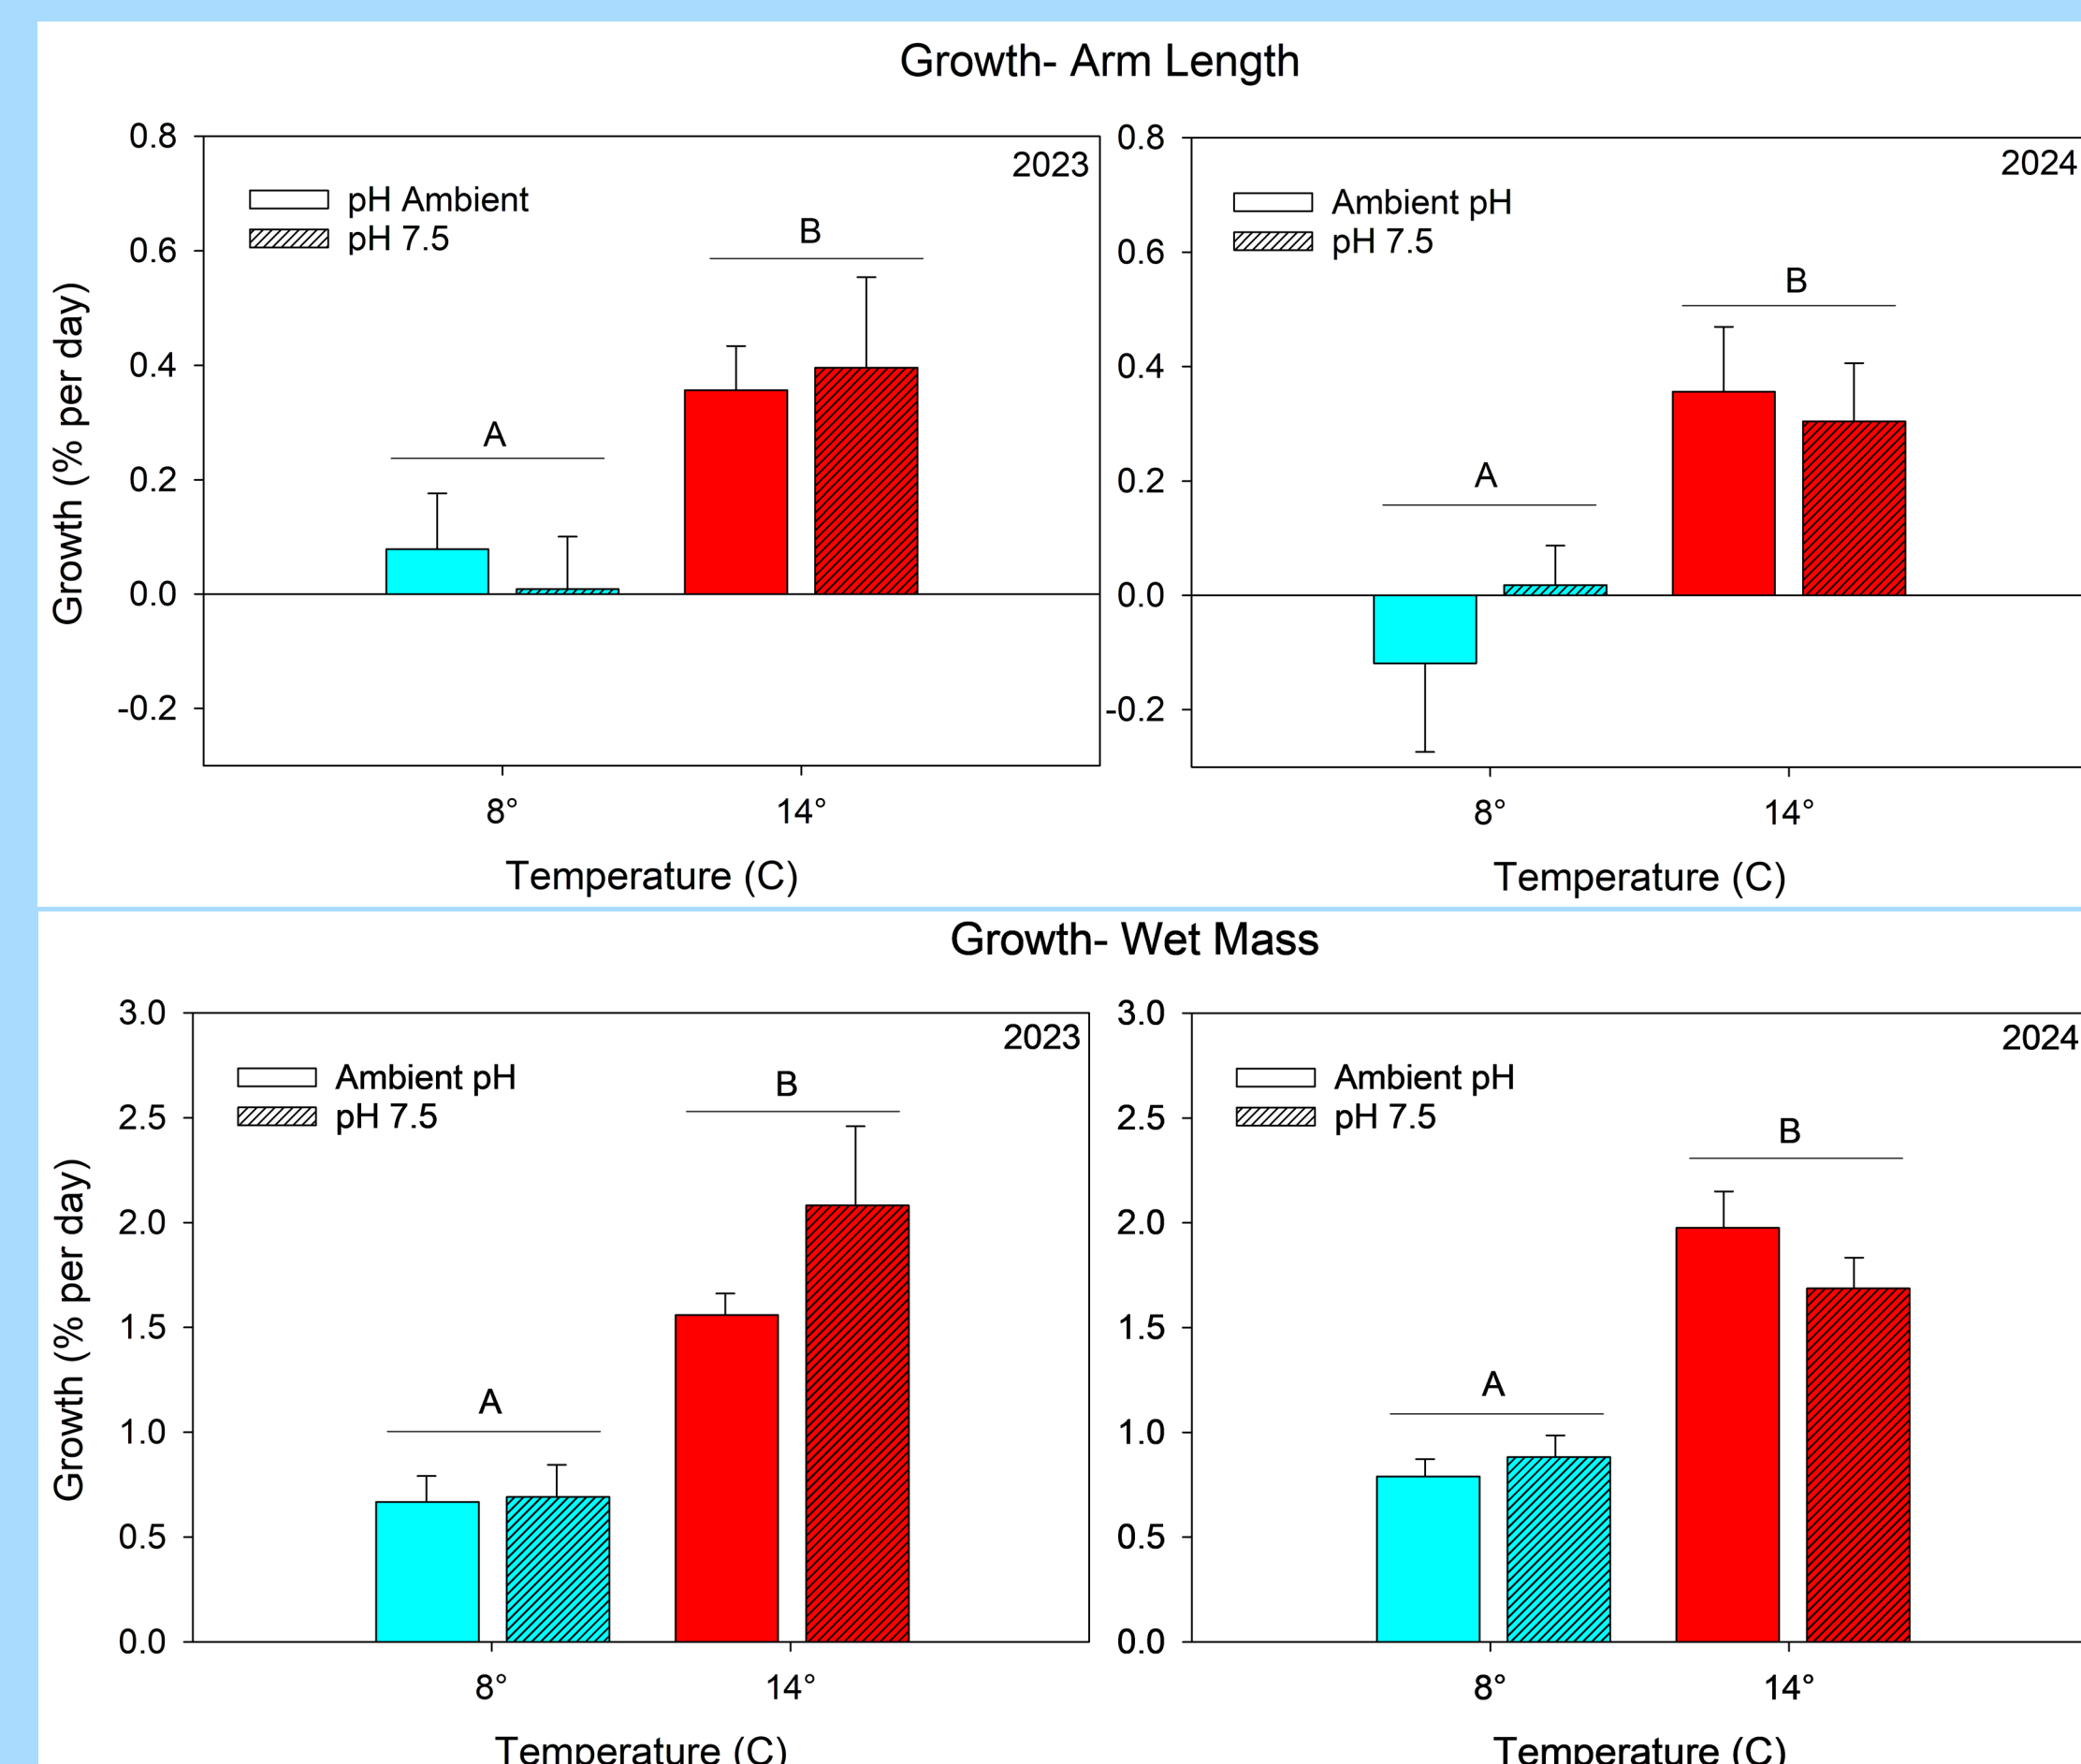 Growth- Arm Length
0.8
0.6
0.4
0.2
0.0
-0.2
Growth (% per day)
2023
pH Ambient
pH 7.5
A
B
8°
14°
Temperature (C)
0.8
0.6
0.4
0.2
0.0
-0.2
2024
Ambient pH
pH 7.5
A
B
8°
14°
Temperature (C)
Growth- Wet Mass
3.0
2.5
2.0
1.5
1.0
0.5
0.0
Growth (% per day)
2023
Ambient pH
pH 7.5
A
B
8°
14°
Temperature (C)
3.0
2.5
2.0
1.5
1.0
0.5
0.0
2024
Ambient pH
pH 7.5
A
B
8°
14°
Temperature (C)